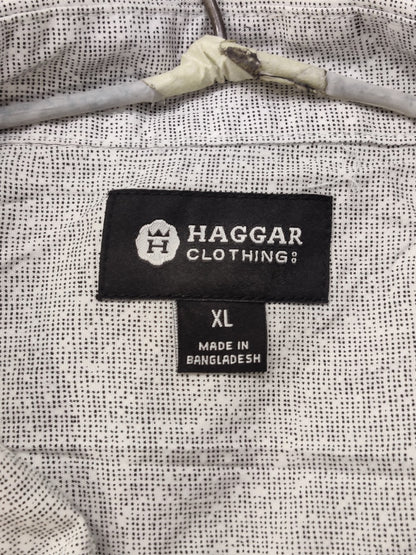 H
HAGGAR
CLOTHING CO
XL
MADE IN
BANGLADESH